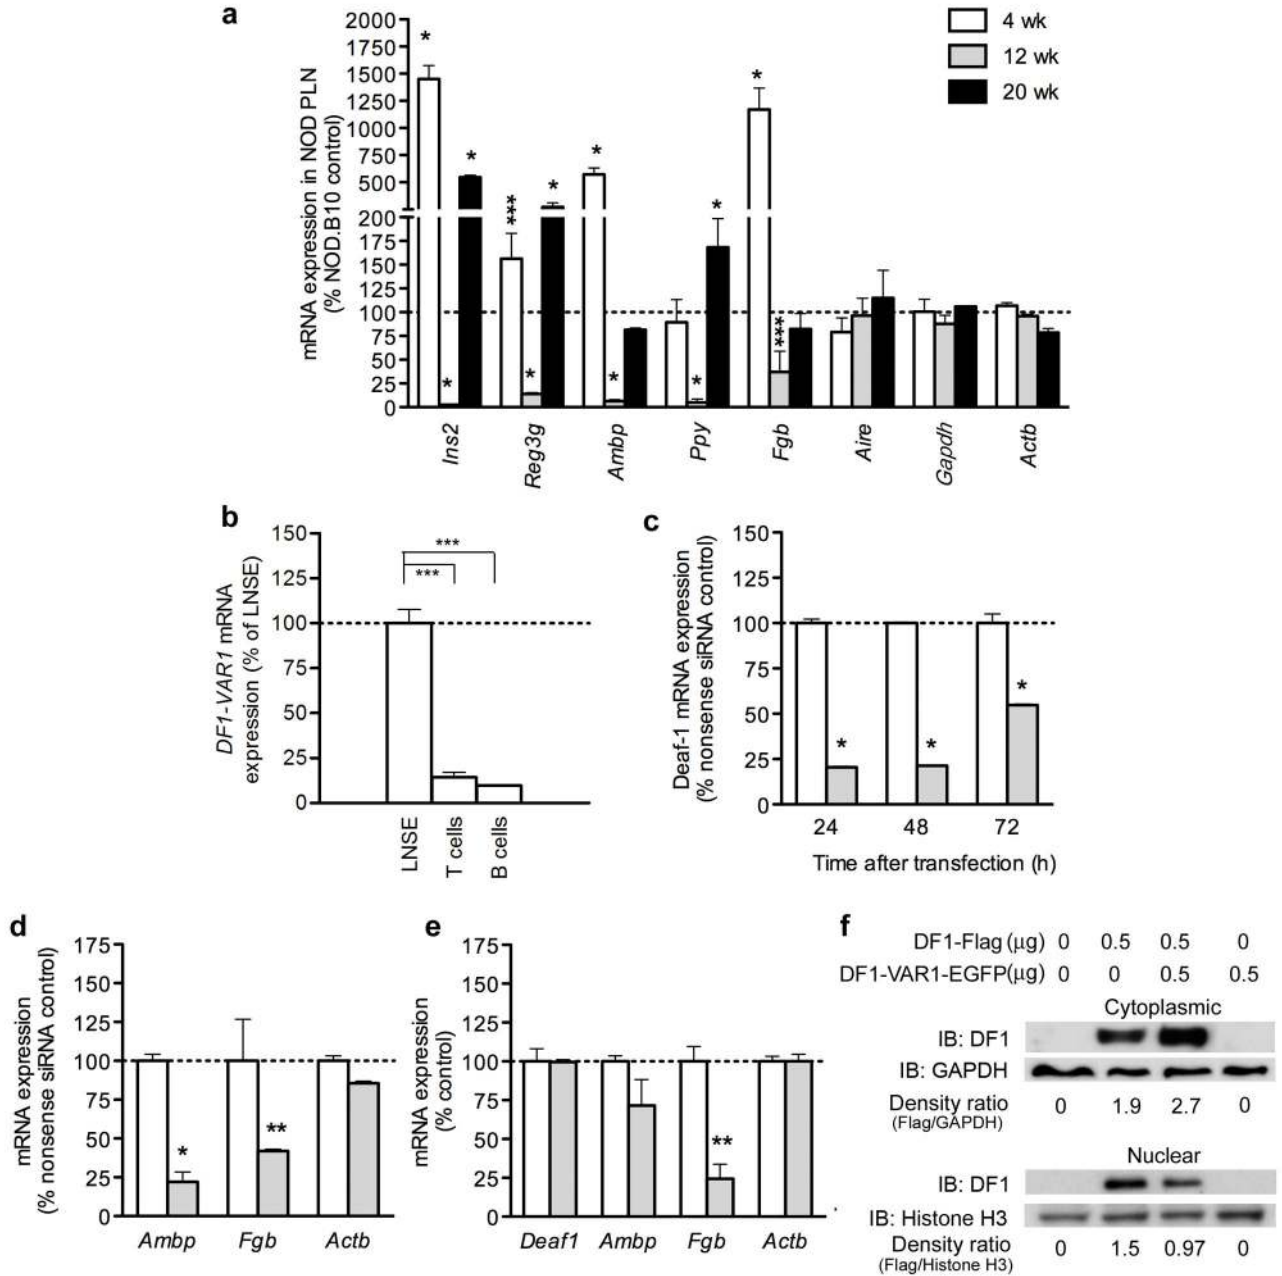 a
mRNA expression in NOD PLN
(% NOD.B10 control)
2000
1750
1500
1250
1000
750
500
200
175
150
125
100
75
50
25
0
* * * *** * * * * * * * * ***
4 wk
12 wk
20 wk
Ins2 Reg3g Ambp Ppy Fgb Aire Gapdh Actb
b
DF1-VAR1 mRNA
expression (% of LNSE)
150
125
100
75
50
25
0
***
***
LNSE T cells B cells
c
Deaf-1 mRNA expression
(% nonsense siRNA control)
150
125
100
75
50
25
0
* * *
24 48 72
Time after transfection (h)
d
mRNA expression
(% nonsense siRNA control)
175
150
125
100
75
50
25
0
* **
Ambp Fgb Actb
e
mRNA expression
(% control)
175
150
125
100
75
50
25
0
**
Deaf1 Ambp Fgb Actb
f
DF1-Flag (µg) 0 0.5 0.5 0
DF1-VAR1-EGFP(µg) 0 0 0.5 0.5
Cytoplasmic
IB: DF1
IB: GAPDH
Density ratio 0 1.9 2.7 0
(Flag/GAPDH)
Nuclear
IB: DF1
IB: Histone H3
Density ratio 0 1.5 0.97 0
(Flag/Histone H3)